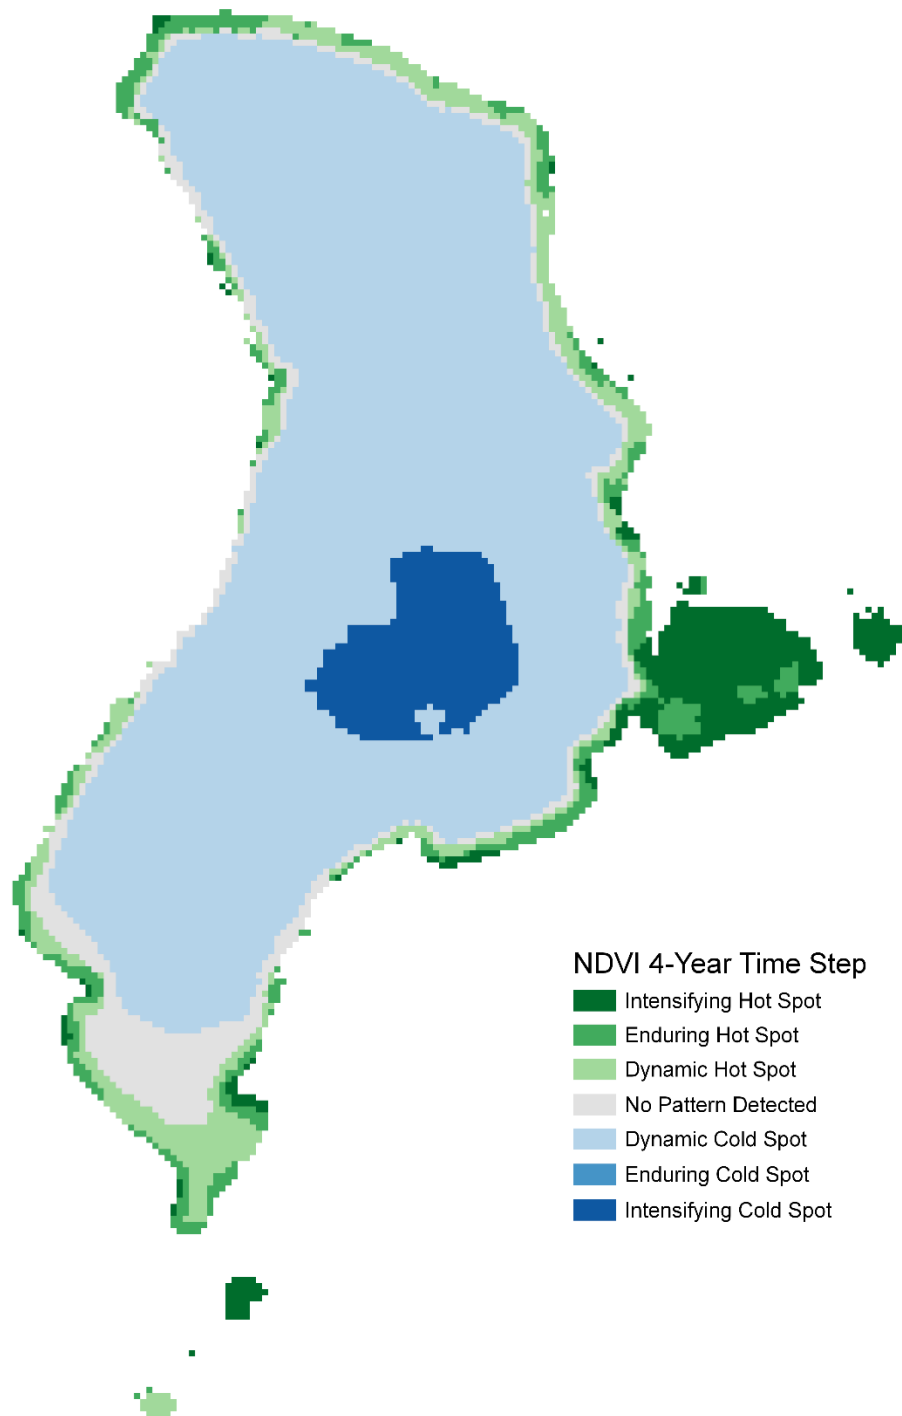 NDVI 4-Year Time Step
Intensifying Hot Spot
Enduring Hot Spot
Dynamic Hot Spot
No Pattern Detected
Dynamic Cold Spot
Enduring Cold Spot
Intensifying Cold Spot